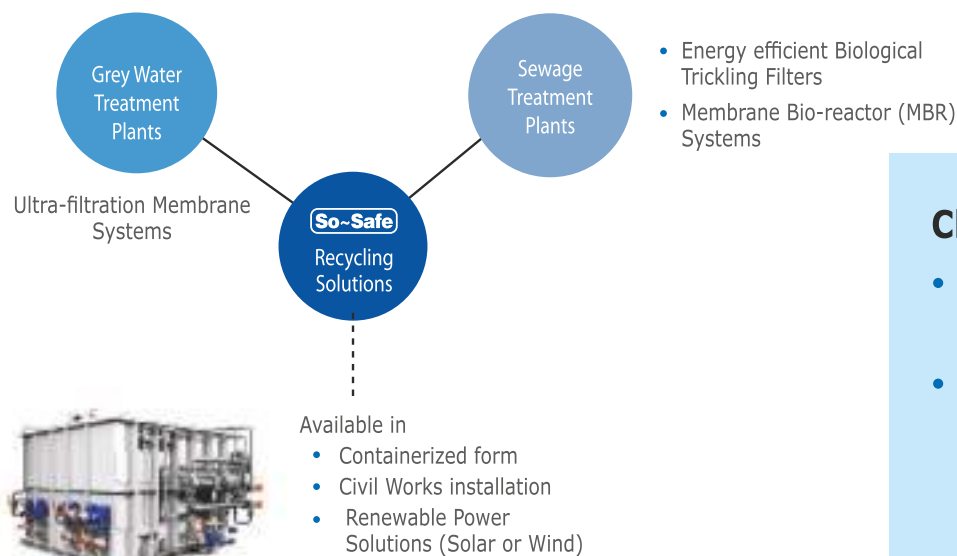 Grey Water
Treatment
Plants
Ultra-filtration Membrane
Systems
Sewage
Treatment
Plants
• Energy efficient Biological
Trickling Filters
• Membrane Bio-reactor (MBR)
Systems
So~Safe
Recycling
Solutions
Available in
• Containerized form
• Civil Works installation
• Renewable Power
Solutions (Solar or Wind)